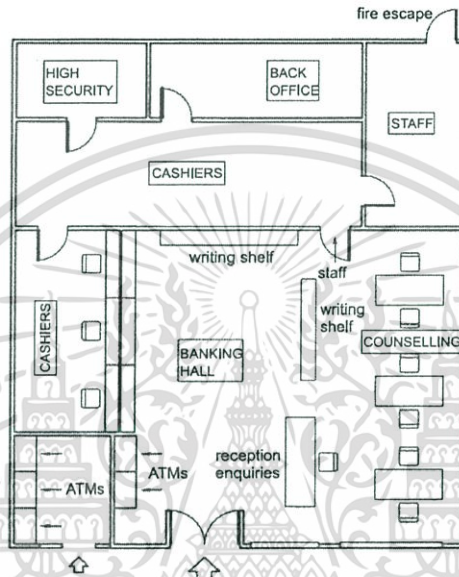 fire escape
HIGH
SECURITY
BACK
OFFICE
STAFF
CASHIERS
writing shelf
staff
writing
shelf
COUNSELLING
CASHIERS
BANKING
HALL
reception
enquiries
ATMs
ATMs